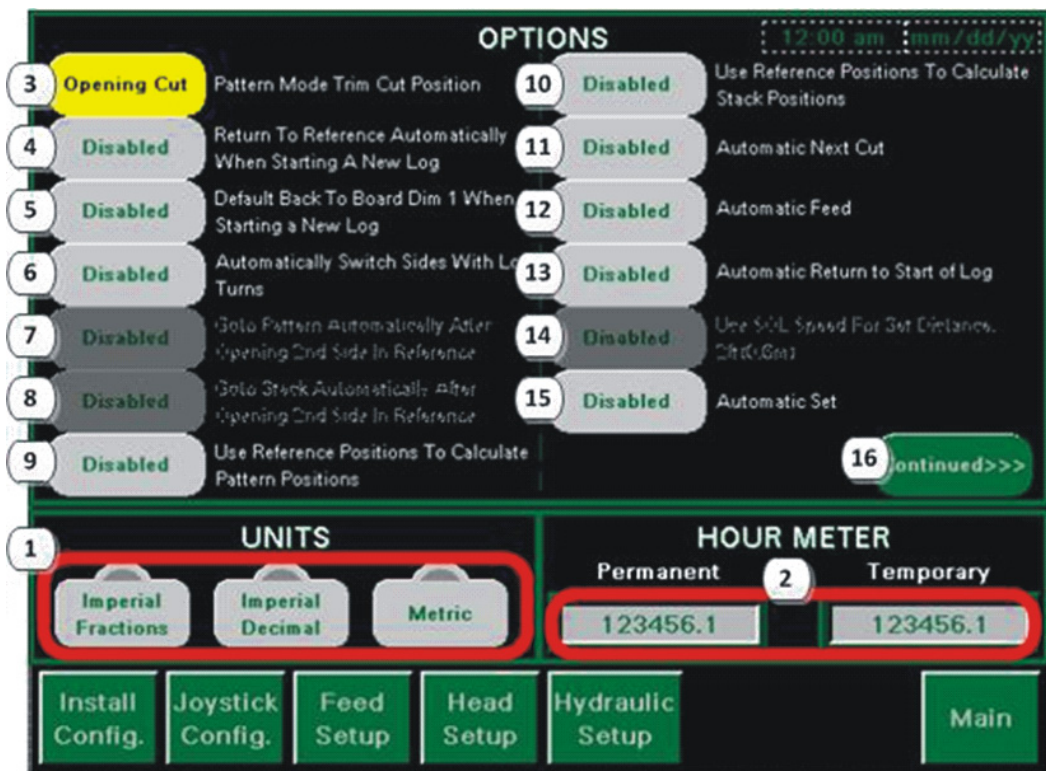 OPTIONS
12:00 am mm/dd/yy
3 Opening Cut Pattern Mode Trim Cut Position
4 Disabled Return To Reference Automatically
When Starting A New Log
5 Disabled Default Back To Board Dim 1 When
Starting a New Log
6 Disabled Automatically Switch Sides With
Turns
7 Disabled Goto Pattern Automatically After
Opening 2nd Side In Reference
8 Disabled Goto Stack Automatically After
Opening 2nd Side In Reference
9 Disabled Use Reference Positions To Calculate
Pattern Positions
10 Disabled Use Reference Positions To Calculate
Stack Positions
11 Disabled Automatic Next Cut
12 Disabled Automatic Feed
13 Disabled Automatic Return to Start of Log
14 Disabled Use SOL Speed For Set Distance.
15 Disabled Automatic Set
16 ontinued>>>
1 UNITS
Imperial
Fractions
Imperial
Decimal
Metric
HOUR METER
Permanent 2 Temporary
123456.1 123456.1
Install
Config.
Joystick
Config.
Feed
Setup
Head
Setup
Hydraulic
Setup
Main